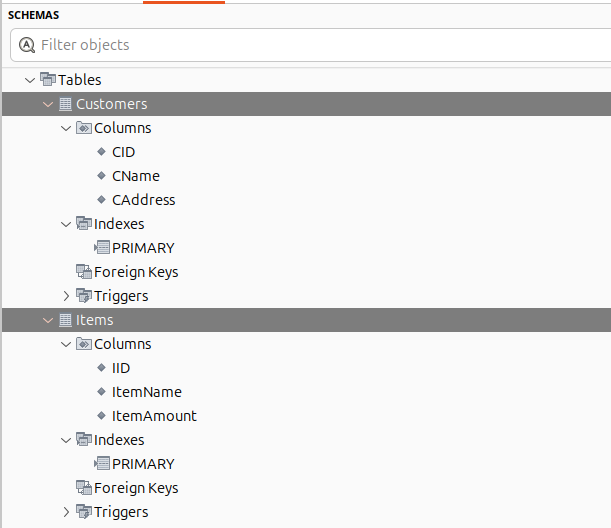 SCHEMAS
Filter objects
Tables
Customers
Columns
CID
CName
CAddress
Indexes
PRIMARY
Foreign Keys
Triggers
Items
Columns
IID
ItemName
ItemAmount
Indexes
PRIMARY
Foreign Keys
Triggers